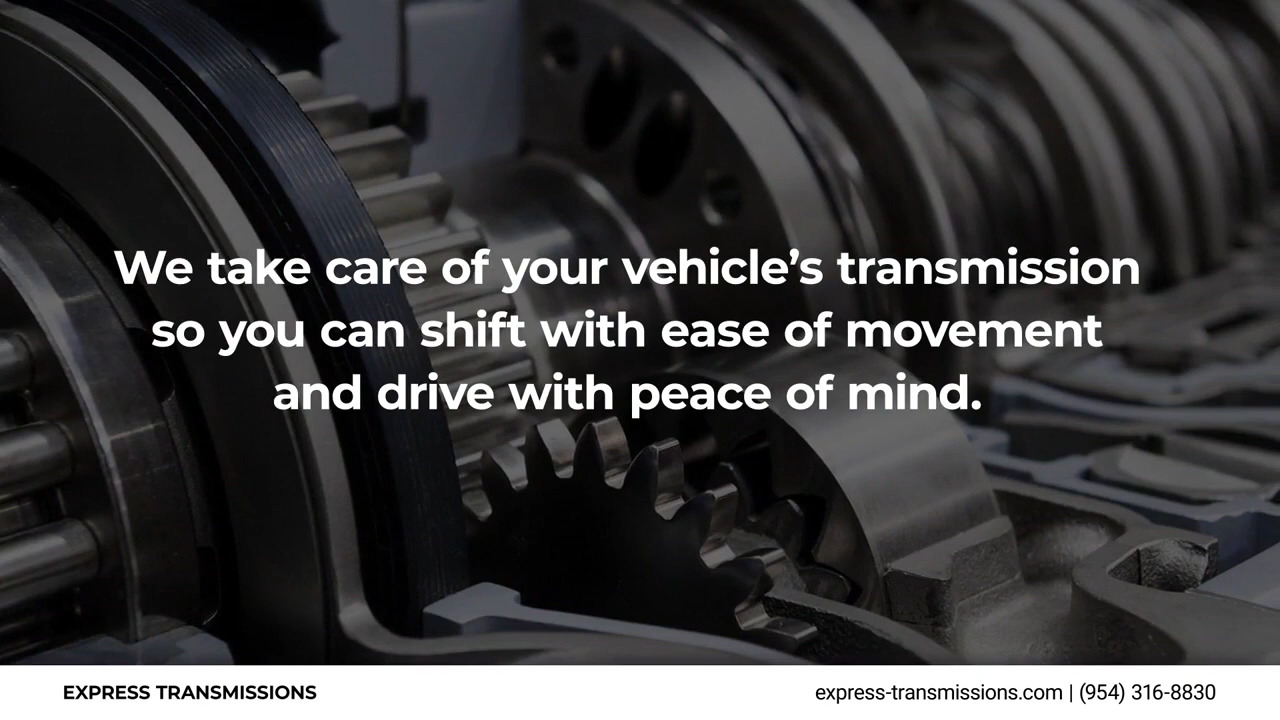 We take care of your vehicle’s transmission
so you can shift with ease of movement
and drive with peace of mind.
EXPRESS TRANSMISSIONS
express-transmissions.com | (954) 316-8830